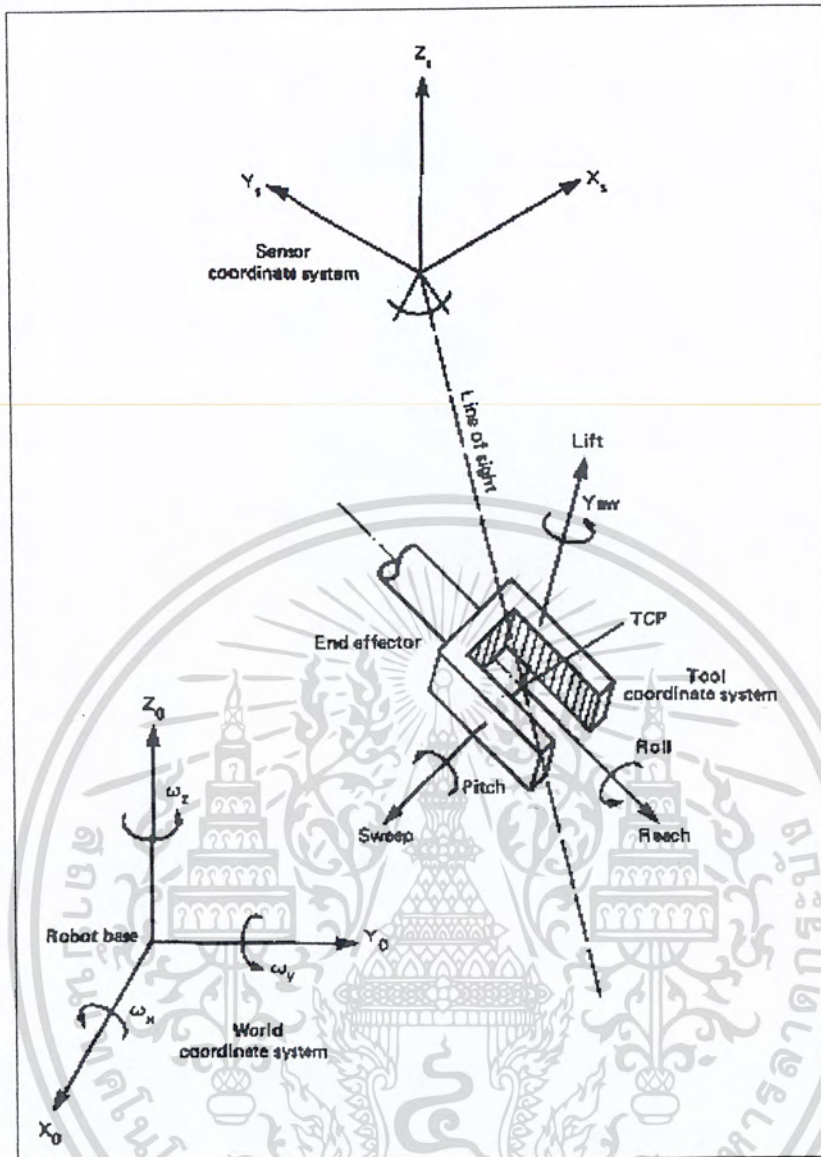 Z_s
Y_s
X_s
Sensor
coordinate system
Line of sight
Lift
Yaw
TCP
End effector
Tool
coordinate system
Z_0
Roll
ω_z
Pitch
Sweep
Reach
Robot base
Y_0
ω_y
ω_x
World
coordinate system
X_0